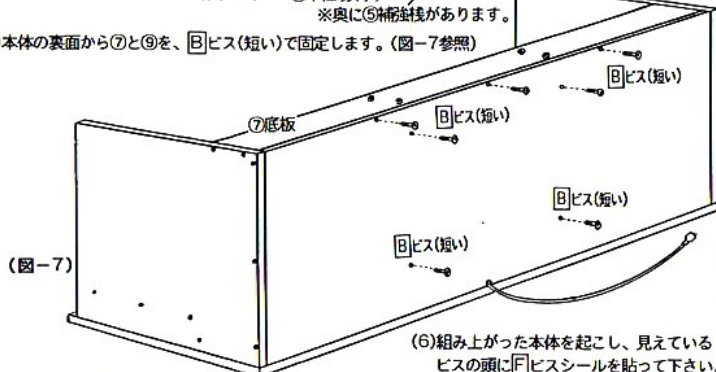 ※奥に⑤補強桟があります。
本体の裏面から⑦と⑨を、Bビス(短い)で固定します。(図-7参照)
Bビス(短い)
Bビス(短い)
⑦底板
Bビス(短い)
Bビス(短い)
(図-7)
(6)組み上がった本体を起こし、見えている
ビスの頭にFビスシールを貼って下さい。